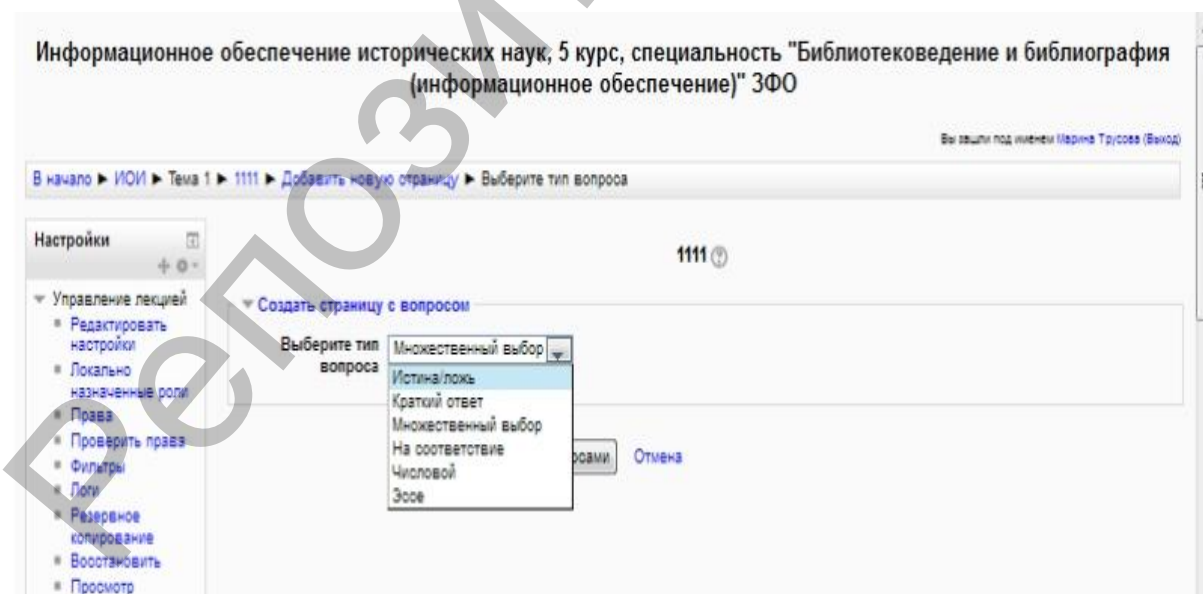 Информационное обеспечение исторических наук, 5 курс, специальность "Библиотековедение и библиография
(информационное обеспечение)" ЗФО
Вы зашли под именем Марина Трусова (Выход)
В начало ► ИОИ ► Тема 1 ► 1111 ► Добавить новую страницу ► Выберите тип вопроса
Настройки
1111
Управление лекцией
Редактировать
настройки
Локально
назначенные роли
Права
Проверить права
Фильтры
Логи
Резервное
копирование
Восстановить
Просмотр
Создать страницу с вопросом
Выберите тип
вопроса
Множественный выбор
Истина/ложь
Краткий ответ
Множественный выбор
На соответствие
Числовой
Эссе
Отмена
Репози